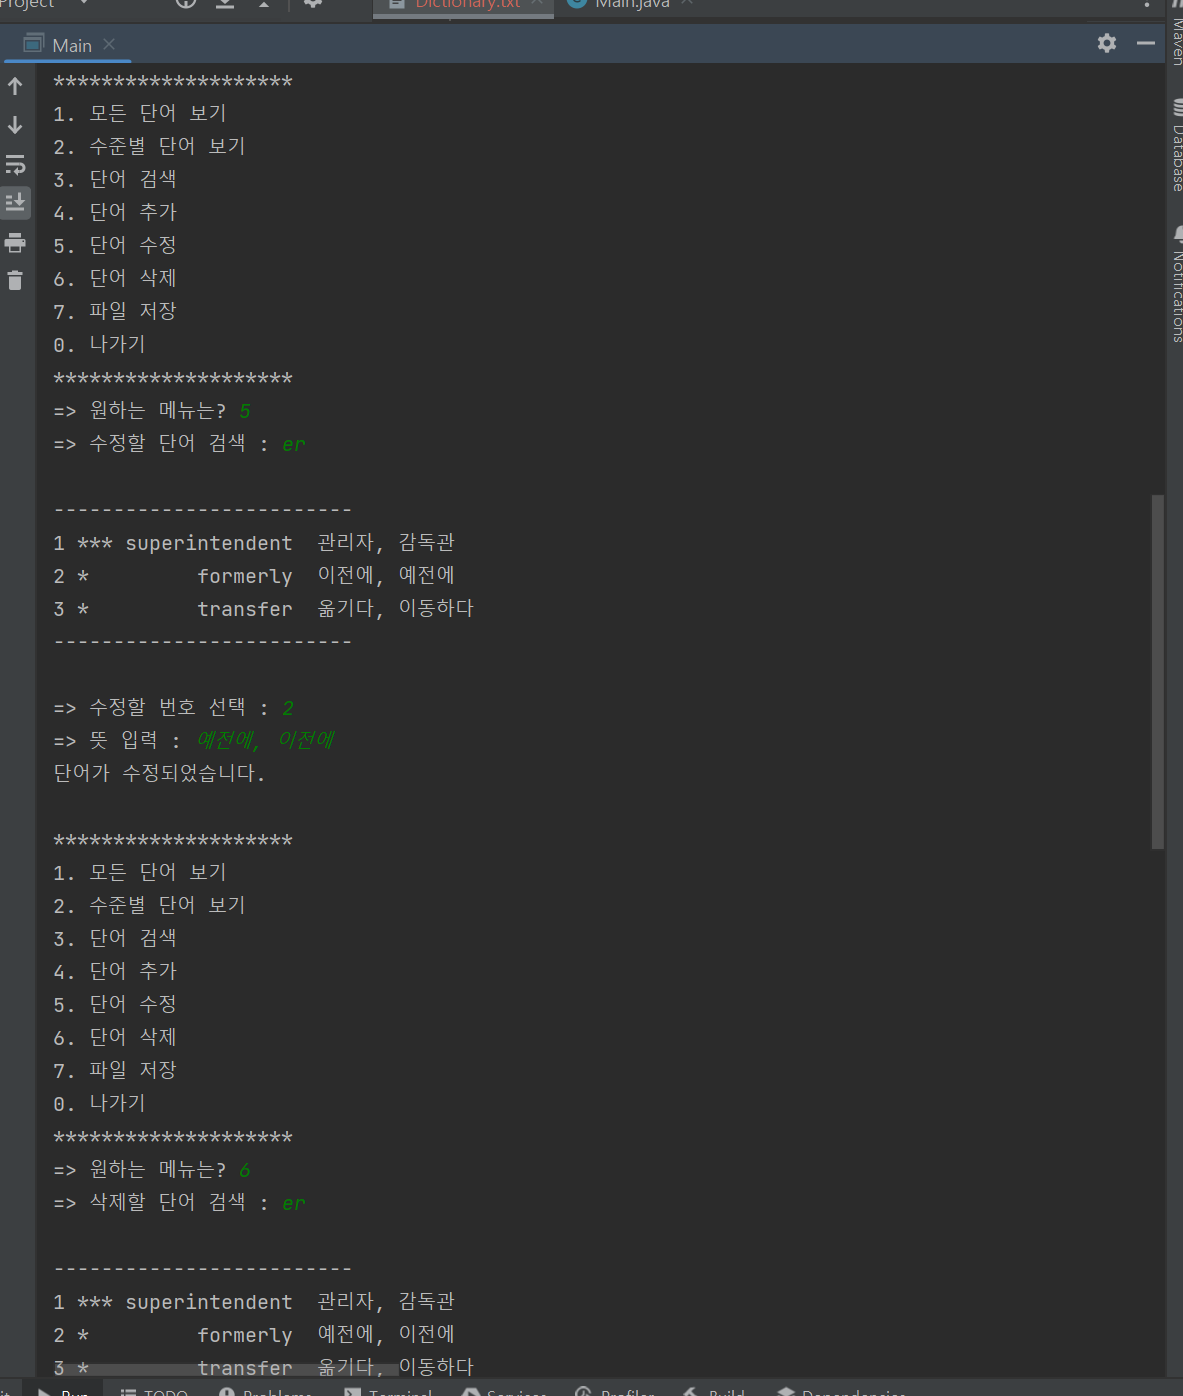 Project
Dictionary.txt
Main.java
Main
********************
1. 모든 단어 보기
2. 수준별 단어 보기
3. 단어 검색
4. 단어 추가
5. 단어 수정
6. 단어 삭제
7. 파일 저장
0. 나가기
********************
=> 원하는 메뉴는? 5
=> 수정할 단어 검색 : er
-------------------------
1 *** superintendent  관리자, 감독관
2 *         formerly  이전에, 예전에
3 *         transfer  옮기다, 이동하다
-------------------------
=> 수정할 번호 선택 : 2
=> 뜻 입력 : 예전에, 이전에
단어가 수정되었습니다.
********************
1. 모든 단어 보기
2. 수준별 단어 보기
3. 단어 검색
4. 단어 추가
5. 단어 수정
6. 단어 삭제
7. 파일 저장
0. 나가기
********************
=> 원하는 메뉴는? 6
=> 삭제할 단어 검색 : er
-------------------------
1 *** superintendent  관리자, 감독관
2 *         formerly  예전에, 이전에
3 *         transfer  옮기다, 이동하다
Maven
Database
Notifications
Run
TODO
Problems
Terminal
Services
Profiler
Build
Dependencies